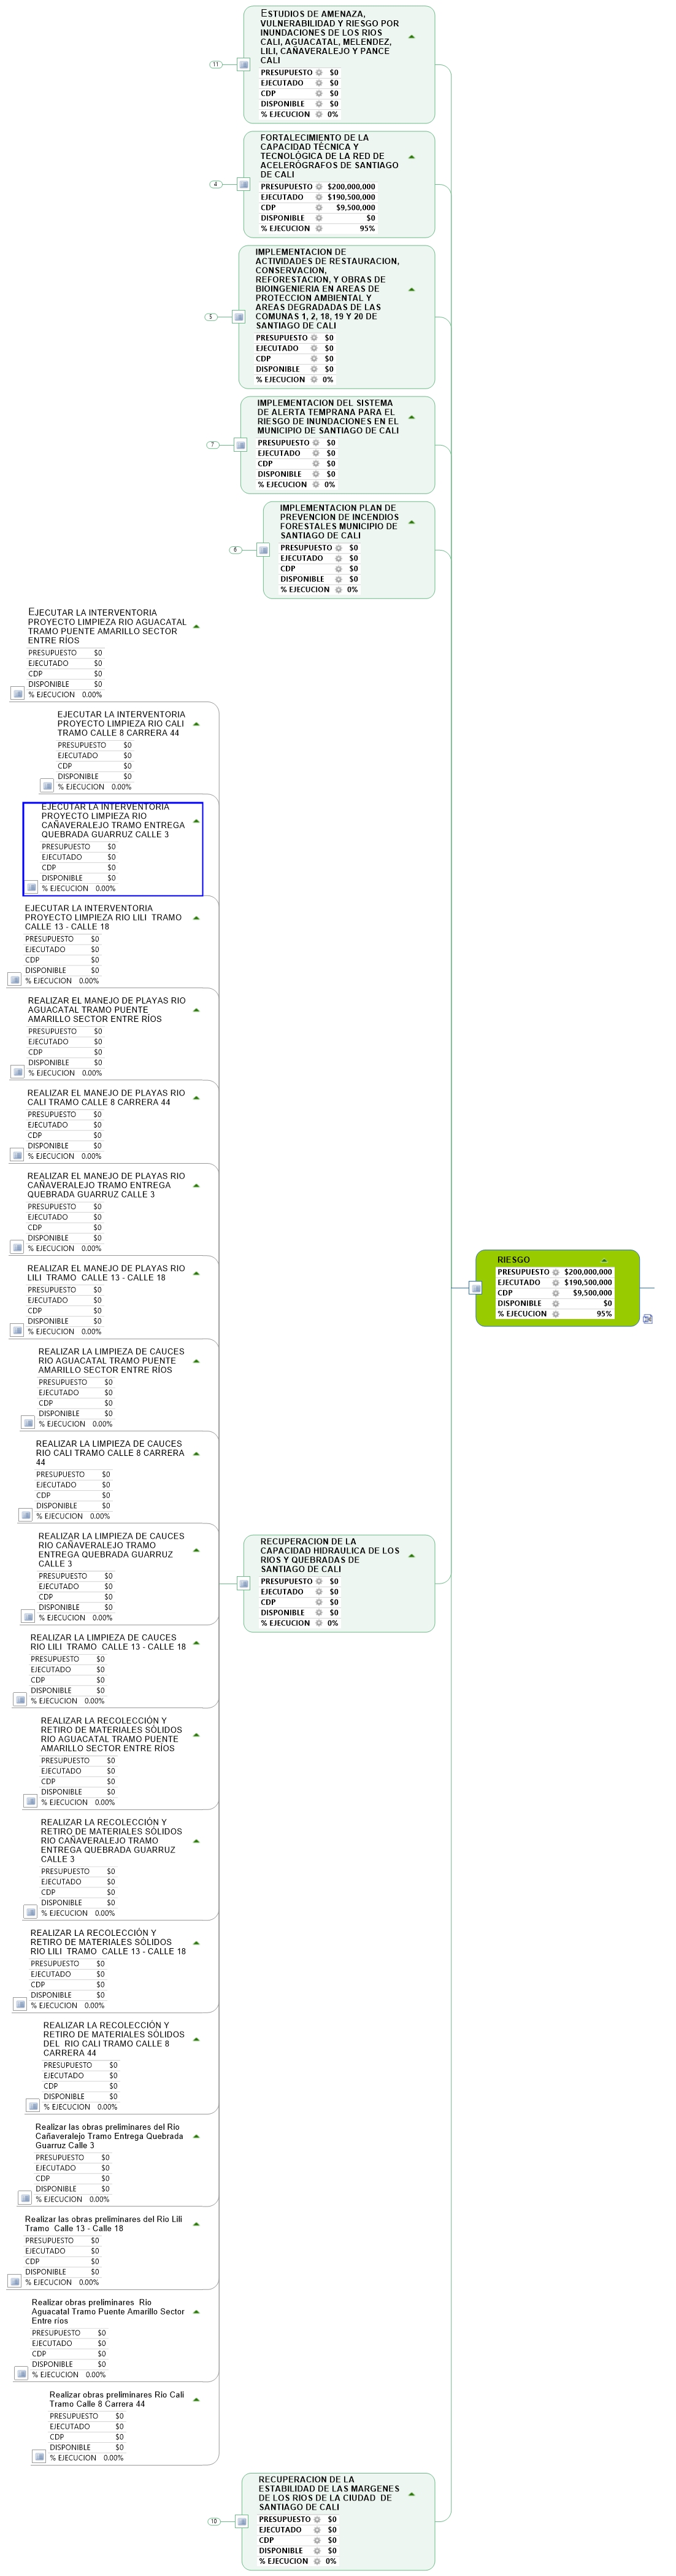 ESTUDIOS DE AMENAZA,
VULNERABILIDAD Y RIESGO POR
INUNDACIONES DE LOS RIOS
CALI, AGUACATAL, MELENDEZ,
LILI, CAÑAVERALEJO Y PANCE
CALI
11
PRESUPUESTO $0
EJECUTADO $0
CDP $0
DISPONIBLE $0
% EJECUCION 0%
FORTALECIMIENTO DE LA
CAPACIDAD TÉCNICA Y
TECNOLÓGICA DE LA RED DE
ACELERÓGRAFOS DE SANTIAGO
DE CALI
4
PRESUPUESTO $200,000,000
EJECUTADO $190,500,000
CDP $9,500,000
DISPONIBLE $0
% EJECUCION 95%
IMPLEMENTACION DE
ACTIVIDADES DE RESTAURACION,
CONSERVACION,
REFORESTACION, Y OBRAS DE
BIOINGENIERIA EN AREAS DE
PROTECCION AMBIENTAL Y
AREAS DEGRADADAS DE LAS
COMUNAS 1, 2, 18, 19 Y 20 DE
SANTIAGO DE CALI
5
PRESUPUESTO $0
EJECUTADO $0
CDP $0
DISPONIBLE $0
% EJECUCION 0%
IMPLEMENTACION DEL SISTEMA
DE ALERTA TEMPRANA PARA EL
RIESGO DE INUNDACIONES EN EL
MUNICIPIO DE SANTIAGO DE CALI
7
PRESUPUESTO $0
EJECUTADO $0
CDP $0
DISPONIBLE $0
% EJECUCION 0%
IMPLEMENTACION PLAN DE
PREVENCION DE INCENDIOS
FORESTALES MUNICIPIO DE
SANTIAGO DE CALI
6
PRESUPUESTO $0
EJECUTADO $0
CDP $0
DISPONIBLE $0
% EJECUCION 0%
EJECUTAR LA INTERVENTORIA
PROYECTO LIMPIEZA RIO AGUACATAL
TRAMO PUENTE AMARILLO SECTOR
ENTRE RÍOS
PRESUPUESTO $0
EJECUTADO $0
CDP $0
DISPONIBLE $0
% EJECUCION 0.00%
EJECUTAR LA INTERVENTORIA
PROYECTO LIMPIEZA RIO CALI
TRAMO CALLE 8 CARRERA 44
PRESUPUESTO $0
EJECUTADO $0
CDP $0
DISPONIBLE $0
% EJECUCION 0.00%
EJECUTAR LA INTERVENTORIA
PROYECTO LIMPIEZA RIO
CAÑAVERALEJO TRAMO ENTREGA
QUEBRADA GUARRUZ CALLE 3
PRESUPUESTO $0
EJECUTADO $0
CDP $0
DISPONIBLE $0
% EJECUCION 0.00%
EJECUTAR LA INTERVENTORIA
PROYECTO LIMPIEZA RIO LILI TRAMO
CALLE 13 - CALLE 18
PRESUPUESTO $0
EJECUTADO $0
CDP $0
DISPONIBLE $0
% EJECUCION 0.00%
REALIZAR EL MANEJO DE PLAYAS RIO
AGUACATAL TRAMO PUENTE
AMARILLO SECTOR ENTRE RÍOS
PRESUPUESTO $0
EJECUTADO $0
CDP $0
DISPONIBLE $0
% EJECUCION 0.00%
REALIZAR EL MANEJO DE PLAYAS RIO
CALI TRAMO CALLE 8 CARRERA 44
PRESUPUESTO $0
EJECUTADO $0
CDP $0
DISPONIBLE $0
% EJECUCION 0.00%
REALIZAR EL MANEJO DE PLAYAS RIO
CAÑAVERALEJO TRAMO ENTREGA
QUEBRADA GUARRUZ CALLE 3
PRESUPUESTO $0
EJECUTADO $0
CDP $0
DISPONIBLE $0
% EJECUCION 0.00%
REALIZAR EL MANEJO DE PLAYAS RIO
LILI TRAMO CALLE 13 - CALLE 18
PRESUPUESTO $0
EJECUTADO $0
CDP $0
DISPONIBLE $0
% EJECUCION 0.00%
RIESGO
PRESUPUESTO $200,000,000
EJECUTADO $190,500,000
CDP $9,500,000
DISPONIBLE $0
% EJECUCION 95%
REALIZAR LA LIMPIEZA DE CAUCES
RIO AGUACATAL TRAMO PUENTE
AMARILLO SECTOR ENTRE RÍOS
PRESUPUESTO $0
EJECUTADO $0
CDP $0
DISPONIBLE $0
% EJECUCION 0.00%
REALIZAR LA LIMPIEZA DE CAUCES
RIO CALI TRAMO CALLE 8 CARRERA
44
PRESUPUESTO $0
EJECUTADO $0
CDP $0
DISPONIBLE $0
% EJECUCION 0.00%
REALIZAR LA LIMPIEZA DE CAUCES
RIO CAÑAVERALEJO TRAMO
ENTREGA QUEBRADA GUARRUZ
CALLE 3
PRESUPUESTO $0
EJECUTADO $0
CDP $0
DISPONIBLE $0
% EJECUCION 0.00%
RECUPERACION DE LA
CAPACIDAD HIDRAULICA DE LOS
RIOS Y QUEBRADAS DE
SANTIAGO DE CALI
PRESUPUESTO $0
EJECUTADO $0
CDP $0
DISPONIBLE $0
% EJECUCION 0%
REALIZAR LA LIMPIEZA DE CAUCES
RIO LILI TRAMO CALLE 13 - CALLE 18
PRESUPUESTO $0
EJECUTADO $0
CDP $0
DISPONIBLE $0
% EJECUCION 0.00%
REALIZAR LA RECOLECCIÓN Y
RETIRO DE MATERIALES SÓLIDOS
RIO AGUACATAL TRAMO PUENTE
AMARILLO SECTOR ENTRE RÍOS
PRESUPUESTO $0
EJECUTADO $0
CDP $0
DISPONIBLE $0
% EJECUCION 0.00%
REALIZAR LA RECOLECCIÓN Y
RETIRO DE MATERIALES SÓLIDOS
RIO CAÑAVERALEJO TRAMO
ENTREGA QUEBRADA GUARRUZ
CALLE 3
PRESUPUESTO $0
EJECUTADO $0
CDP $0
DISPONIBLE $0
% EJECUCION 0.00%
REALIZAR LA RECOLECCIÓN Y
RETIRO DE MATERIALES SÓLIDOS
RIO LILI TRAMO CALLE 13 - CALLE 18
PRESUPUESTO $0
EJECUTADO $0
CDP $0
DISPONIBLE $0
% EJECUCION 0.00%
REALIZAR LA RECOLECCIÓN Y
RETIRO DE MATERIALES SÓLIDOS
DEL RIO CALI TRAMO CALLE 8
CARRERA 44
PRESUPUESTO $0
EJECUTADO $0
CDP $0
DISPONIBLE $0
% EJECUCION 0.00%
Realizar las obras preliminares del Rio
Cañaveralejo Tramo Entrega Quebrada
Guarruz Calle 3
PRESUPUESTO $0
EJECUTADO $0
CDP $0
DISPONIBLE $0
% EJECUCION 0.00%
Realizar las obras preliminares del Rio Lili
Tramo Calle 13 - Calle 18
PRESUPUESTO $0
EJECUTADO $0
CDP $0
DISPONIBLE $0
% EJECUCION 0.00%
Realizar obras preliminares Rio
Aguacatal Tramo Puente Amarillo Sector
Entre ríos
PRESUPUESTO $0
EJECUTADO $0
CDP $0
DISPONIBLE $0
% EJECUCION 0.00%
Realizar obras preliminares Rio Cali
Tramo Calle 8 Carrera 44
PRESUPUESTO $0
EJECUTADO $0
CDP $0
DISPONIBLE $0
% EJECUCION 0.00%
RECUPERACION DE LA
ESTABILIDAD DE LAS MARGENES
DE LOS RIOS DE LA CIUDAD DE
SANTIAGO DE CALI
10
PRESUPUESTO $0
EJECUTADO $0
CDP $0
DISPONIBLE $0
% EJECUCION 0%